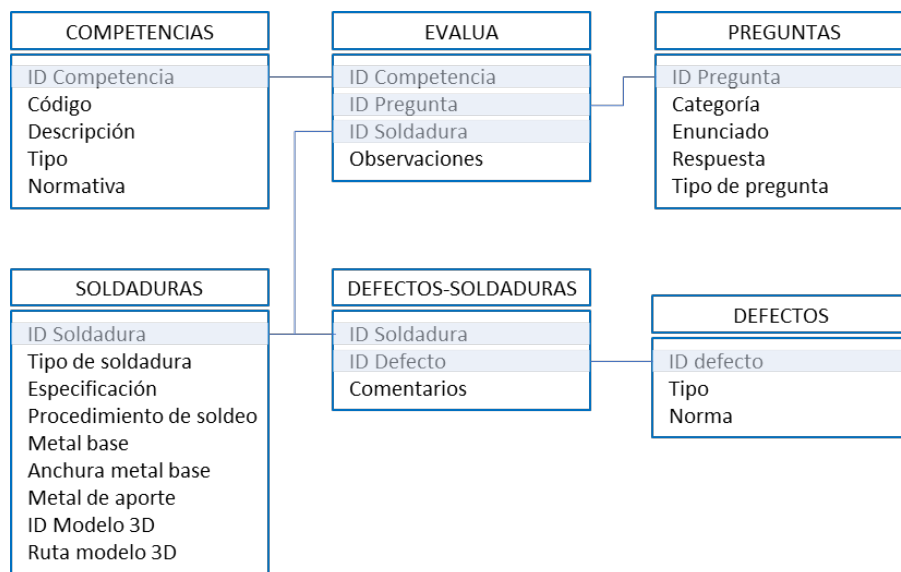 COMPETENCIAS
ID Competencia
Código
Descripción
Tipo
Normativa
EVALUA
ID Competencia
ID Pregunta
ID Soldadura
Observaciones
PREGUNTAS
ID Pregunta
Categoría
Enunciado
Respuesta
Tipo de pregunta
SOLDADURAS
ID Soldadura
Tipo de soldadura
Especificación
Procedimiento de soldeo
Metal base
Anchura metal base
Metal de aporte
ID Modelo 3D
Ruta modelo 3D
DEFECTOS-SOLDADURAS
ID Soldadura
ID Defecto
Comentarios
DEFECTOS
ID defecto
Tipo
Norma